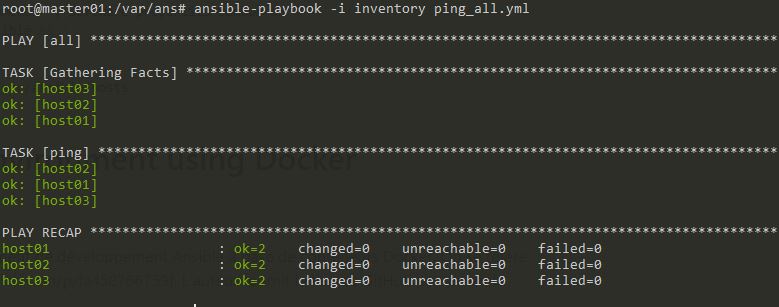 root@master01:/var/ans# ansible-playbook -i inventory ping_all.yml
PLAY [all] **************************************************************************************
TASK [Gathering Facts] **************************************************************************
ok: [host03]
ok: [host02]
ok: [host01]
TASK [ping] *************************************************************************************
ok: [host02]
ok: [host01]
ok: [host03]
PLAY RECAP **************************************************************************************
host01 : ok=2 changed=0 unreachable=0 failed=0
host02 : ok=2 changed=0 unreachable=0 failed=0
host03 : ok=2 changed=0 unreachable=0 failed=0
using Docker